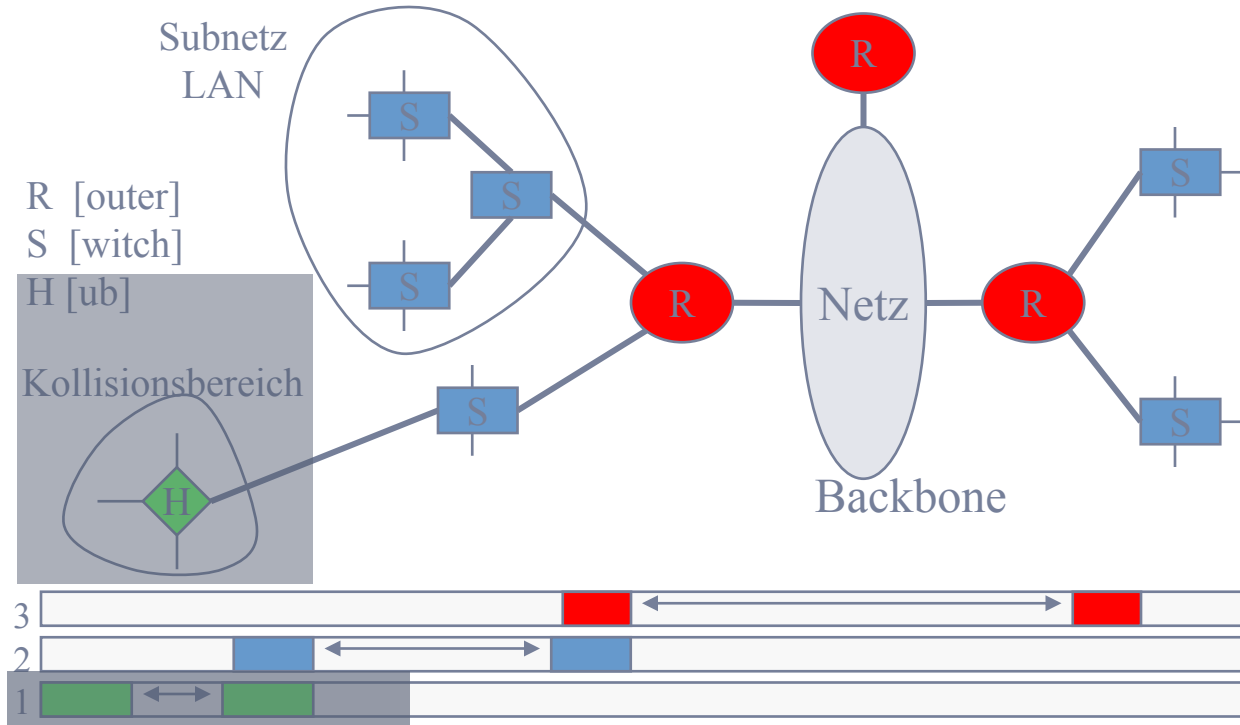 Subnetz
LAN
R
S
S
S
S
R [outer]
S [witch]
H [ub]
R
Netz
R
Kollisionsbereich
S
S
H
Backbone
3
2
1